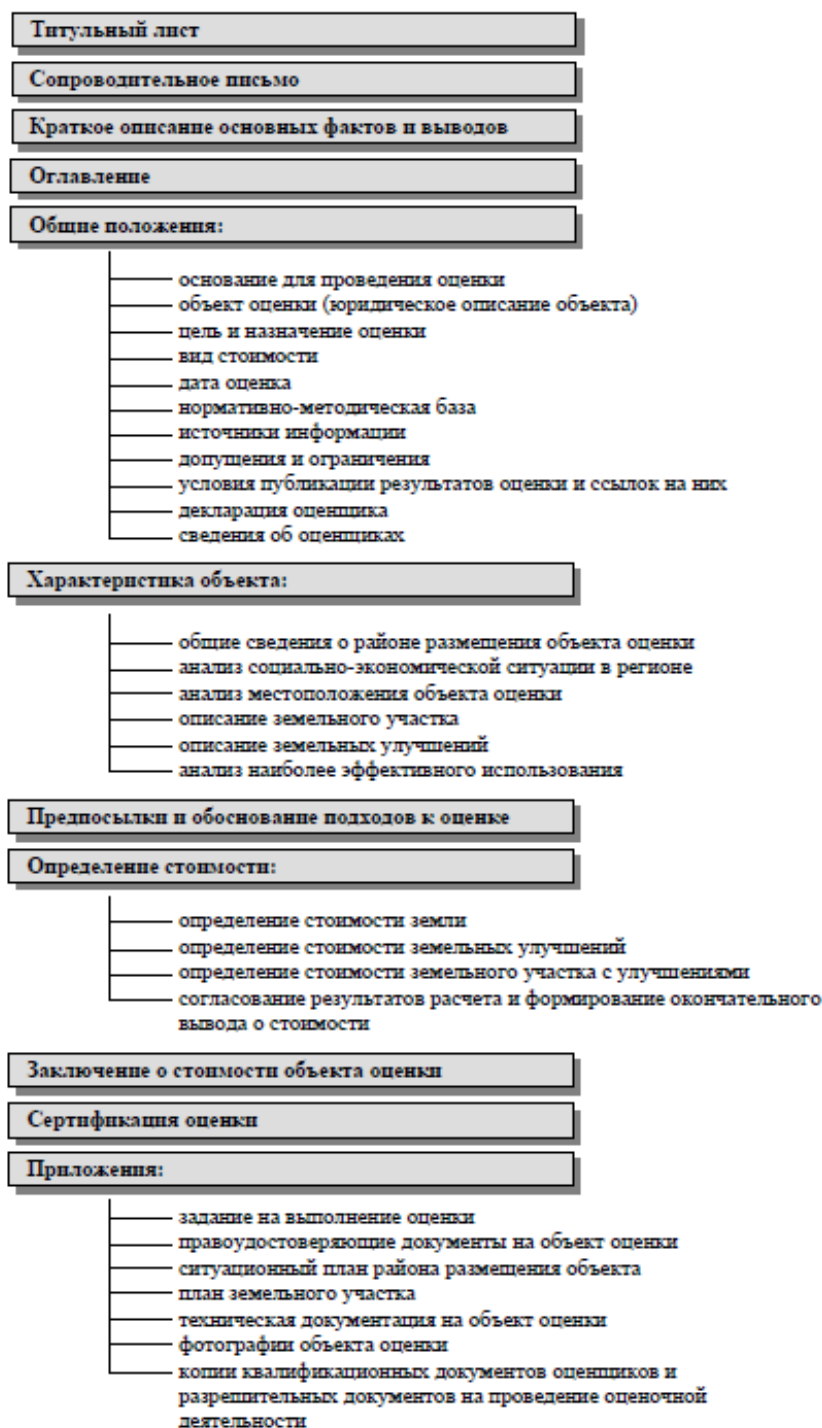 Титульный лист
Сопроводительное письмо
Краткое описание основных фактов и выводов
Оглавление
Общие положения:
основание для проведения оценки
объект оценки (юридическое описание объекта)
цель и назначение оценки
вид стоимости
дата оценка
нормативно-методическая база
источники информации
допущения и ограничения
условия публикации результатов оценки и ссылок на них
декларация оценщика
сведения об оценщиках
Характеристика объекта:
общие сведения о районе размещения объекта оценки
анализ социально-экономической ситуации в регионе
анализ местоположения объекта оценки
описание земельного участка
описание земельных улучшений
анализ наиболее эффективного использования
Предпосылки и обоснование подходов к оценке
Определение стоимости:
определение стоимости земли
определение стоимости земельных улучшений
определение стоимости земельного участка с улучшениями
согласование результатов расчета и формирование окончательного
вывода о стоимости
Заключение о стоимости объекта оценки
Сертификация оценки
Приложения:
задание на выполнение оценки
правоудостоверяющие документы на объект оценки
ситуационный план района размещения объекта
план земельного участка
техническая документация на объект оценки
фотографии объекта оценки
копии квалификационных документов оценщиков и
разрешительных документов на проведение оценочной
деятельности